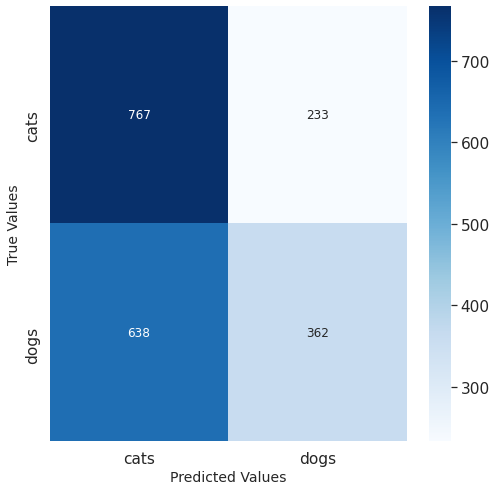 True Values
cats
dogs
767
233
638
362
cats
dogs
Predicted Values
700
600
500
400
300